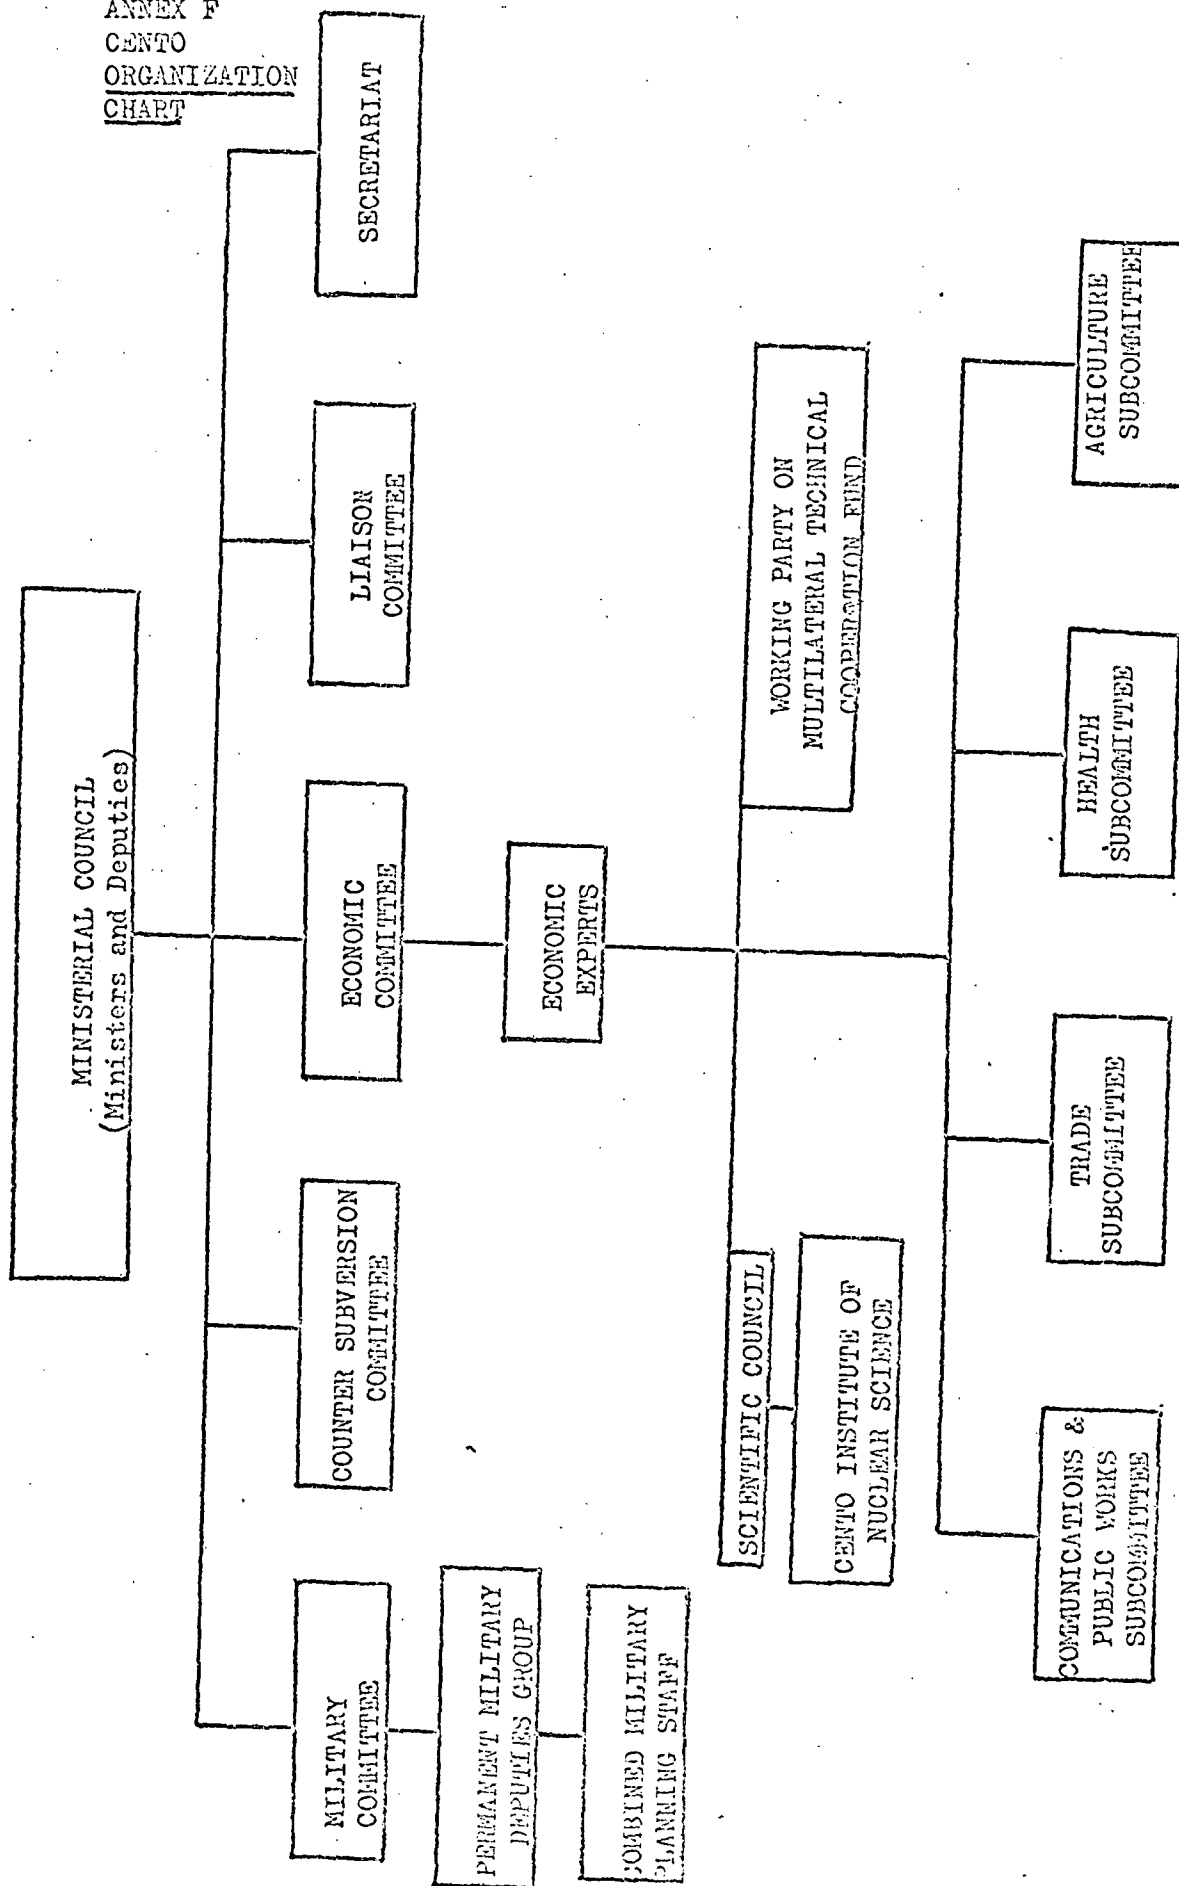 ANNEX F
CENTO
ORGANIZATION
CHART
MINISTERIAL COUNCIL
(Ministers and Deputies)
MILITARY
COMMITTEE
COUNTER SUBVERSION
COMMITTEE
ECONOMIC
COMMITTEE
LIAISON
COMMITTEE
SECRETARIAT
PERMANENT MILITARY
DEPUTIES GROUP
COMBINED MILITARY
PLANNING STAFF
ECONOMIC
EXPERTS
SCIENTIFIC COUNCIL
CENTO INSTITUTE OF
NUCLEAR SCIENCE
WORKING PARTY ON
MULTILATERAL TECHNICAL
COOPERATION FUND
COMMUNICATIONS &
PUBLIC WORKS
SUBCOMMITTEE
TRADE
SUBCOMMITTEE
HEALTH
SUBCOMMITTEE
AGRICULTURE
SUBCOMMITTEE